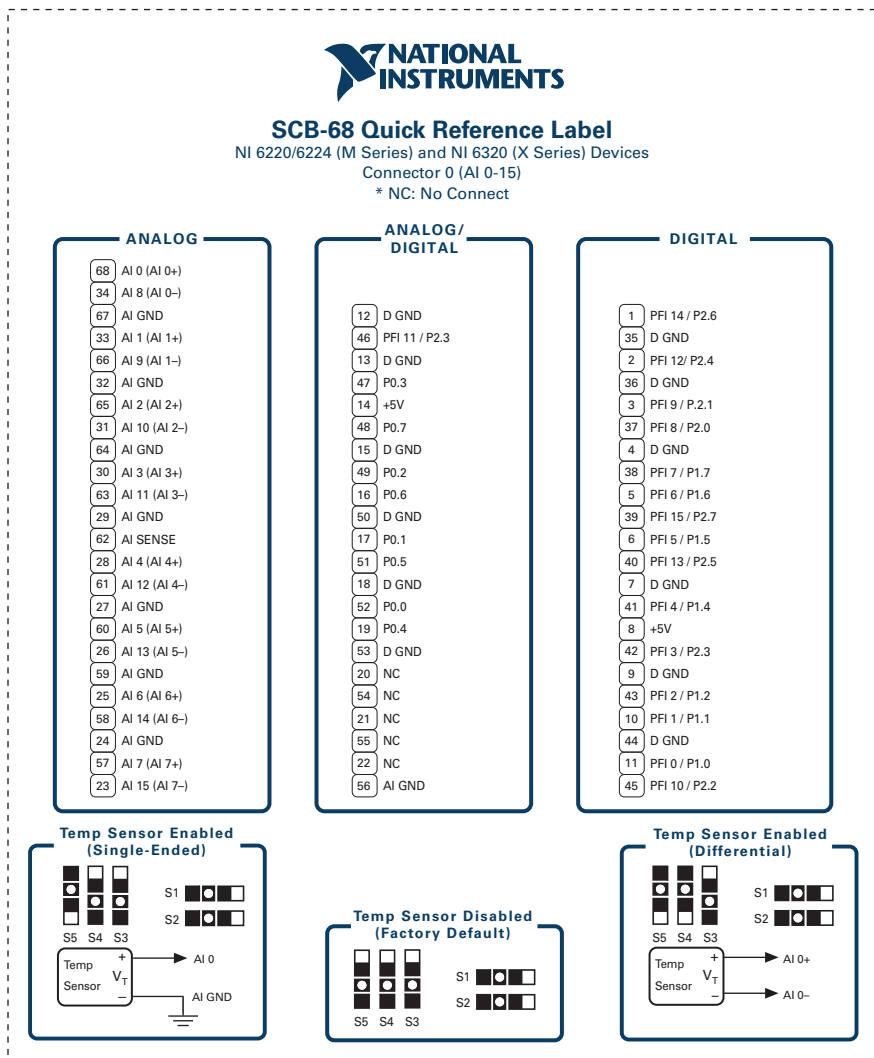 NATIONAL
INSTRUMENTS
SCB-68 Quick Reference Label
NI 6220/6224 (M Series) and NI 6320 (X Series) Devices
Connector 0 (AI 0-15)
* NC: No Connect
ANALOG
68 AI 0 (AI 0+)
34 AI 8 (AI 0–)
67 AI GND
33 AI 1 (AI 1+)
66 AI 9 (AI 1–)
32 AI GND
65 AI 2 (AI 2+)
31 AI 10 (AI 2–)
64 AI GND
30 AI 3 (AI 3+)
63 AI 11 (AI 3–)
29 AI GND
62 AI SENSE
28 AI 4 (AI 4+)
61 AI 12 (AI 4–)
27 AI GND
60 AI 5 (AI 5+)
26 AI 13 (AI 5–)
59 AI GND
25 AI 6 (AI 6+)
58 AI 14 (AI 6–)
24 AI GND
57 AI 7 (AI 7+)
23 AI 15 (AI 7–)
ANALOG/
DIGITAL
12 D GND
46 PFI 11 / P2.3
13 D GND
47 P0.3
14 +5V
48 P0.7
15 D GND
49 P0.2
16 P0.6
50 D GND
17 P0.1
51 P0.5
18 D GND
52 P0.0
19 P0.4
53 D GND
20 NC
54 NC
21 NC
55 NC
22 NC
56 AI GND
DIGITAL
1 PFI 14 / P2.6
35 D GND
2 PFI 12/ P2.4
36 D GND
3 PFI 9 / P.2.1
37 PFI 8 / P2.0
4 D GND
38 PFI 7 / P1.7
5 PFI 6 / P1.6
39 PFI 15 / P2.7
6 PFI 5 / P1.5
40 PFI 13 / P2.5
7 D GND
41 PFI 4 / P1.4
8 +5V
42 PFI 3 / P2.3
9 D GND
43 PFI 2 / P1.2
10 PFI 1 / P1.1
44 D GND
11 PFI 0 / P1.0
45 PFI 10 / P2.2
Temp Sensor Enabled
(Single-Ended)
S1
S2
S5 S4 S3
Temp
Sensor
+
VT
–
AI 0
AI GND
Temp Sensor Disabled
(Factory Default)
S1
S2
S5 S4 S3
Temp Sensor Enabled
(Differential)
S1
S2
S5 S4 S3
Temp
Sensor
+
VT
–
AI 0+
AI 0–